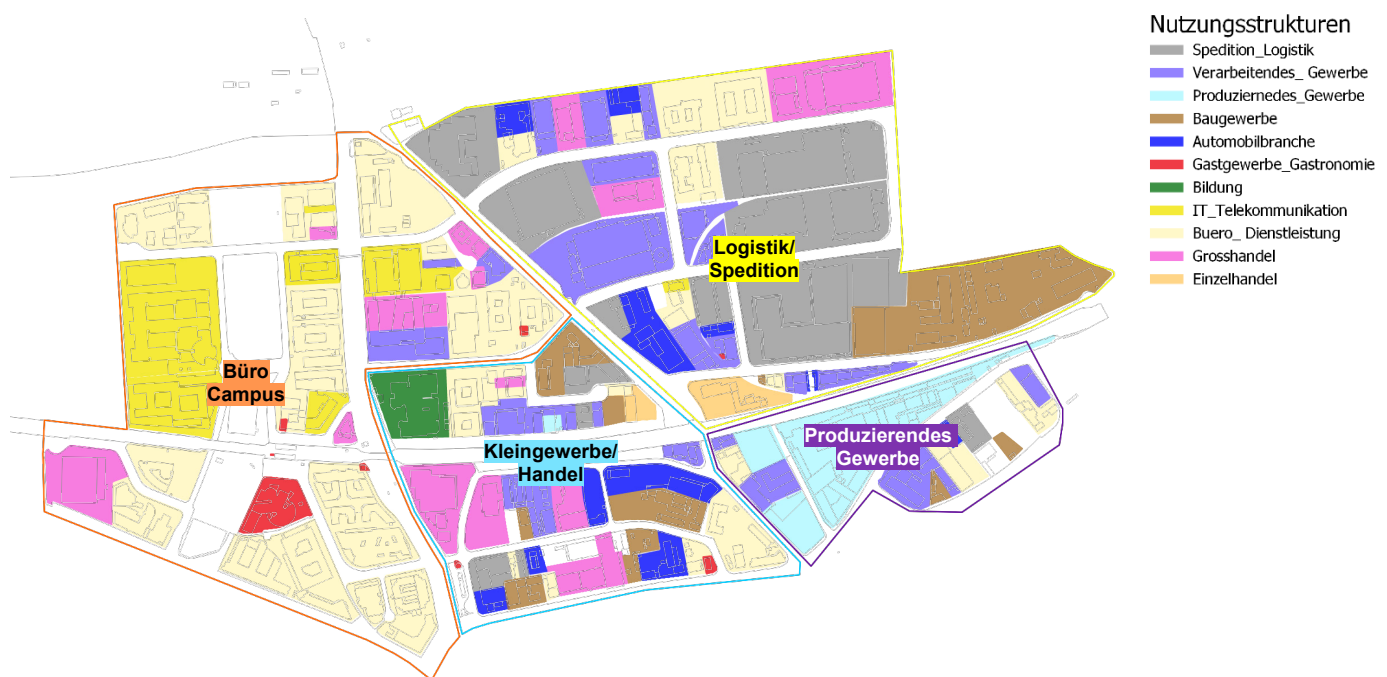 Nutzungsstrukturen
Spedition_Logistik
Verarbeitendes_ Gewerbe
Produziernedes_Gewerbe
Baugewerbe
Automobilbranche
Gastgewerbe_Gastronomie
Bildung
IT_Telekommunikation
Buero_ Dienstleistung
Grosshandel
Einzelhandel
Logistik/
Spedition
Büro
Campus
Kleingewerbe/
Handel
Produzierendes
Gewerbe